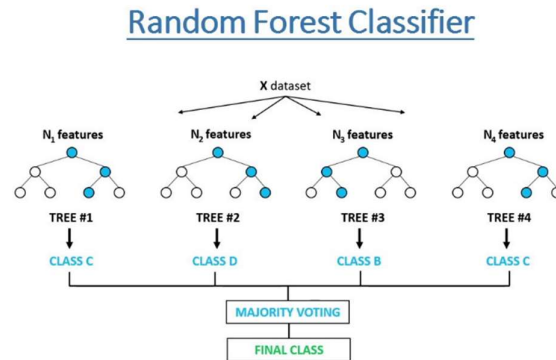 Random Forest Classifier
X dataset
N1 features N2 features N3 features N4 features
TREE #1 TREE #2 TREE #3 TREE #4
CLASS C CLASS D CLASS B CLASS C
MAJORITY VOTING
FINAL CLASS